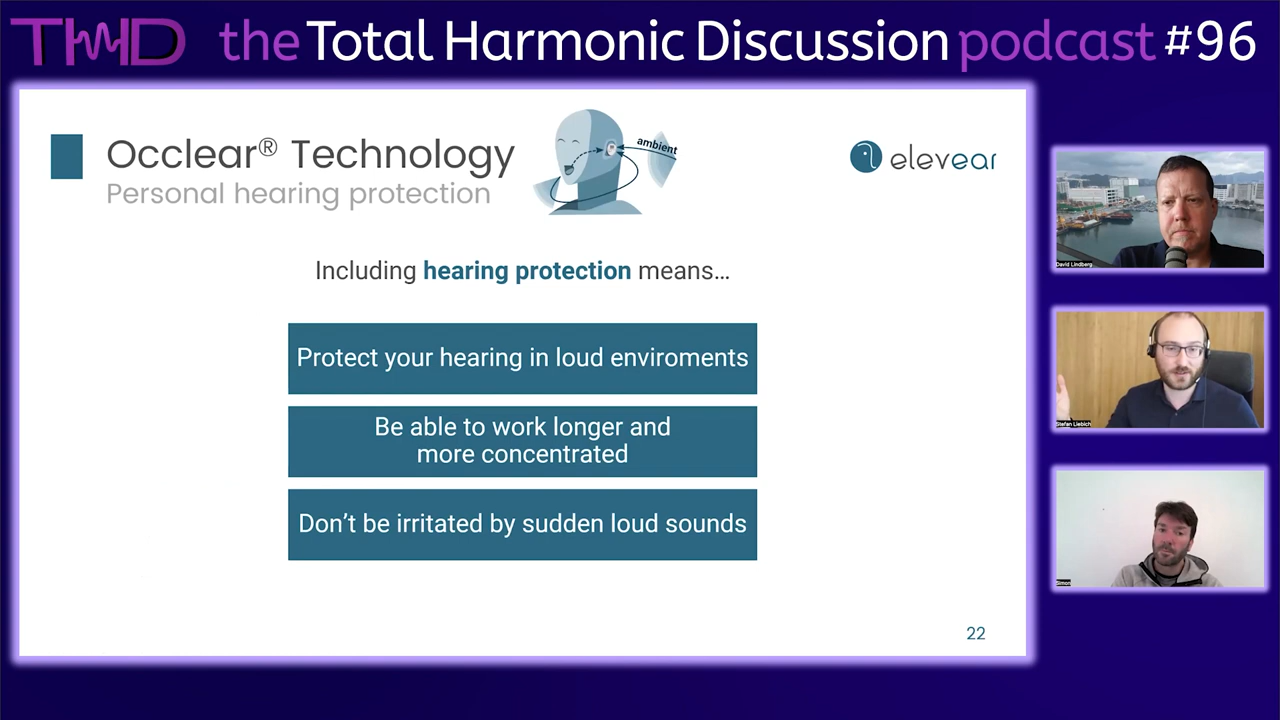 THD the Total Harmonic Discussion podcast #96
Occlear® Technology
Personal hearing protection
ambient
elevear
Including hearing protection means...
Protect your hearing in loud enviroments
Be able to work longer and
more concentrated
Don't be irritated by sudden loud sounds
22
David Lindberg
Stefan Liebich
Simon